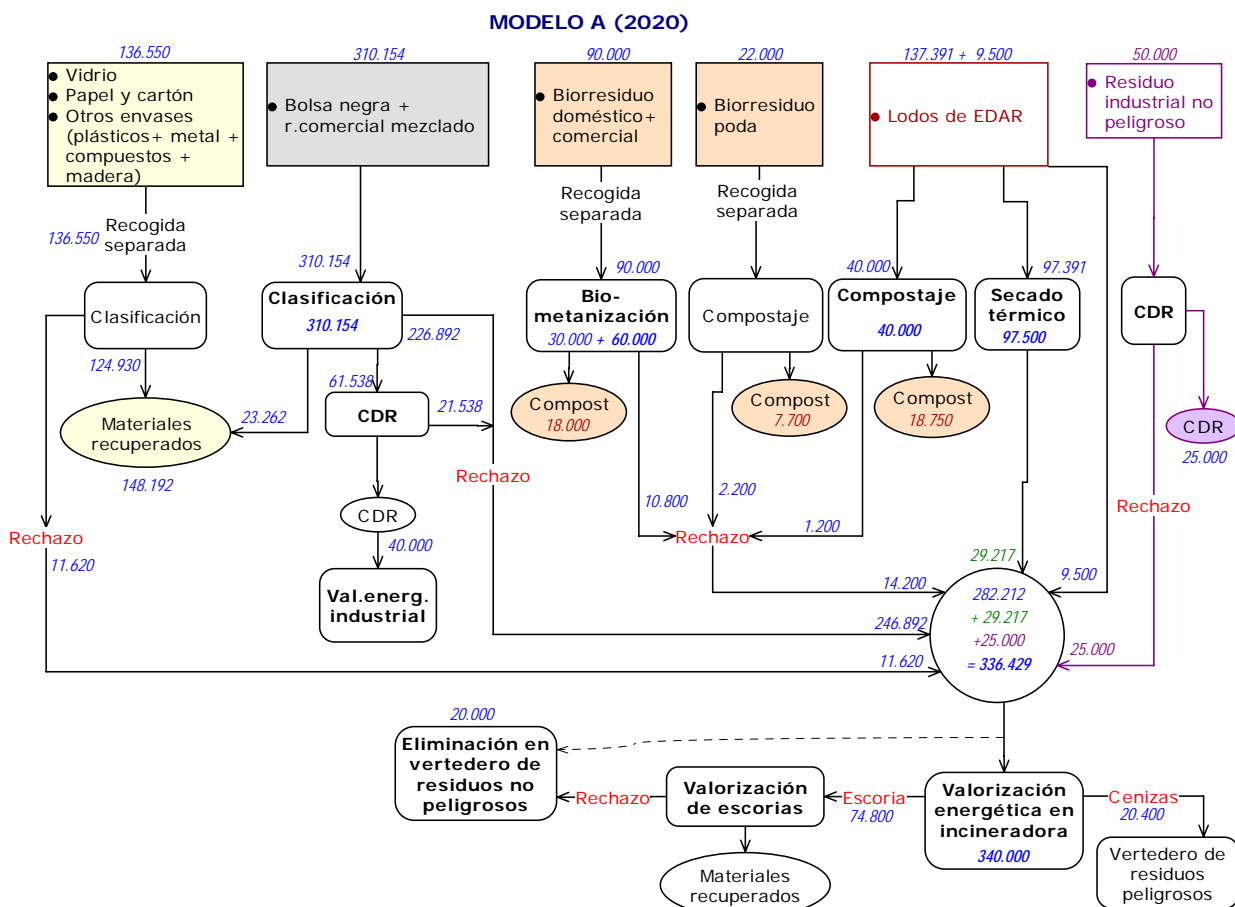 MODELO A (2020)
136.550
310.154
90.000
22.000
137.391 + 9.500
50.000
● Vidrio
● Papel y cartón
● Otros envases
(plásticos+ metal +
compuestos +
madera)
● Bolsa negra +
r.comercial mezclado
● Biorresiduo
doméstico+
comercial
● Biorresiduo
poda
● Lodos de EDAR
● Residuo
industrial no
peligroso
Recogida
separada
136.550
310.154
Recogida
separada
90.000
Recogida
separada
40.000
97.391
Clasificación
Clasificación
310.154
Bio-
metanización
30.000 + 60.000
Compostaje
Compostaje
40.000
Secado
térmico
97.500
CDR
124.930
226.892
61.538
23.262
CDR
21.538
Materiales
recuperados
148.192
Compost
18.000
Compost
7.700
Compost
18.750
CDR
25.000
Rechazo
11.620
Rechazo
CDR
40.000
Val.energ.
industrial
10.800
2.200
1.200
Rechazo
Rechazo
29.217
9.500
14.200
246.892
11.620
25.000
282.212
+ 29.217
+25.000
= 336.429
20.000
Eliminación en
vertedero de
residuos no
peligrosos
Rechazo
Valorización
de escorias
Escoria
74.800
Valorización
energética en
incineradora
340.000
Cenizas
20.400
Vertedero de
residuos
peligrosos
Materiales
recuperados